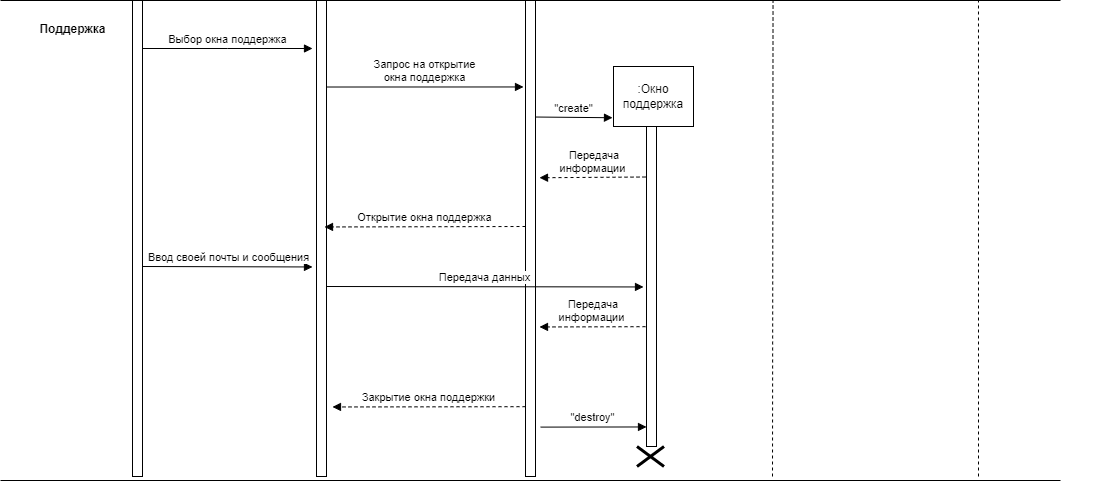 Поддержка
Выбор окна поддержка
Запрос на открытие
окна поддержка
:Окно
поддержка
"create"
Передача
информации
Открытие окна поддержка
Ввод своей почты и сообщения
Передача данных
Передача
информации
Закрытие окна поддержки
"destroy"